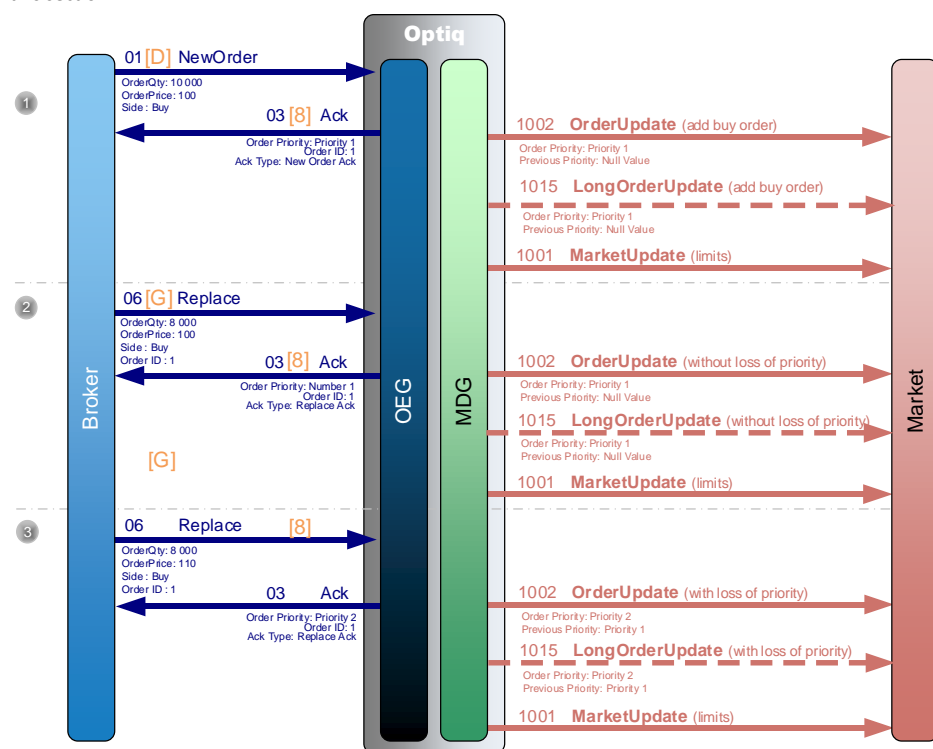 Optiq
Broker
OEG
MDG
Market
1
01 [D] NewOrder
OrderQty: 10 000
OrderPrice: 100
Side : Buy
03 [8] Ack
Order Priority: Priority 1
Order ID: 1
Ack Type: New Order Ack
1002 OrderUpdate (add buy order)
Order Priority: Priority 1
Previous Priority: Null Value
1015 LongOrderUpdate (add buy order)
Order Priority: Priority 1
Previous Priority: Null Value
1001 MarketUpdate (limits)
2
06 [G] Replace
OrderQty: 8 000
OrderPrice: 100
Side : Buy
Order ID : 1
03 [8] Ack
Order Priority: Number 1
Order ID: 1
Ack Type: Replace Ack
1002 OrderUpdate (without loss of priority)
Order Priority: Priority 1
Previous Priority: Null Value
1015 LongOrderUpdate (without loss of priority)
Order Priority: Priority 1
Previous Priority: Null Value
[G]
1001 MarketUpdate (limits)
3
06 Replace [8]
OrderQty: 8 000
OrderPrice: 110
Side : Buy
Order ID : 1
03 Ack
Order Priority: Priority 2
Order ID: 1
Ack Type: Replace Ack
1002 OrderUpdate (with loss of priority)
Order Priority: Priority 2
Previous Priority: Priority 1
1015 LongOrderUpdate (with loss of priority)
Order Priority: Priority 2
Previous Priority: Priority 1
1001 MarketUpdate (limits)